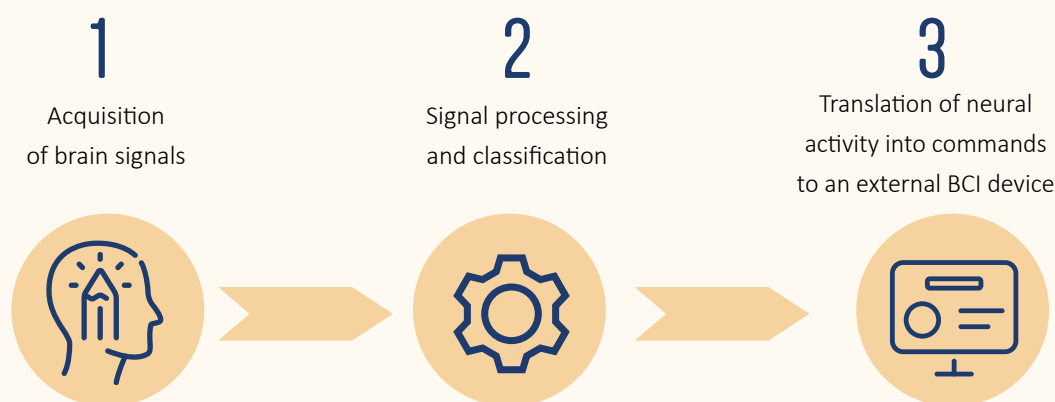 1
Acquisition
of brain signals
2
Signal processing
and classification
3
Translation of neural
activity into commands
to an external BCI device